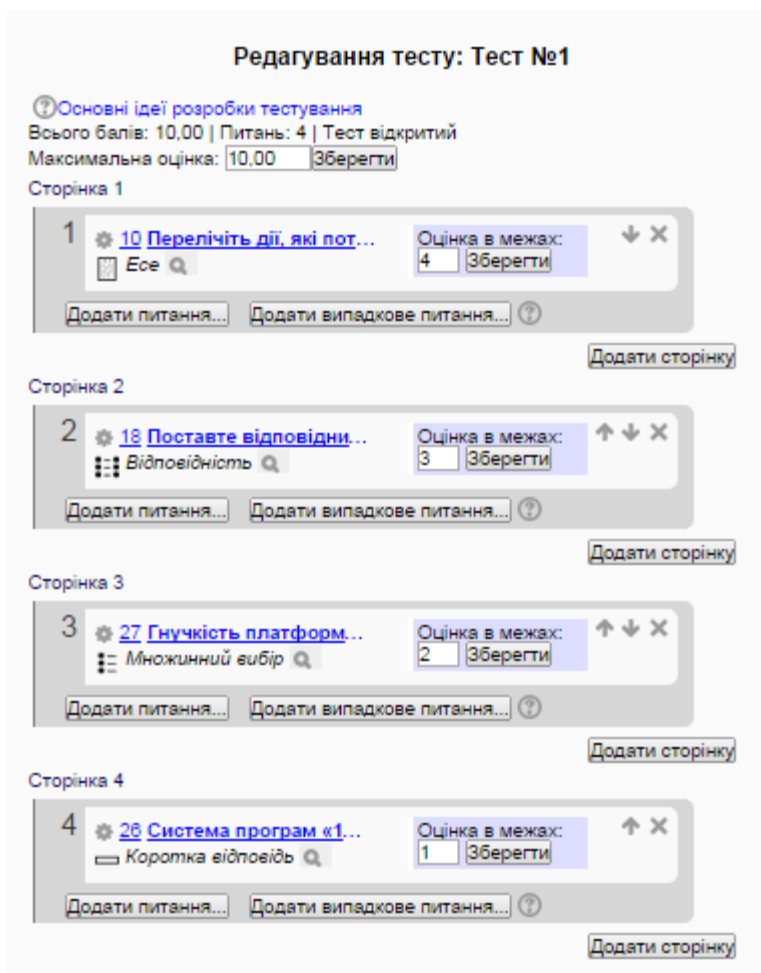 Редагування тесту: Тест №1
Основні ідеї розробки тестування
Всього балів: 10,00 | Питань: 4 | Тест відкритий
Максимальна оцінка: 10,00 Зберегти
Сторінка 1
1 10 Перелічіть дії, які пот... Оцінка в межах:
Есе 4 Зберегти
Додати питання... Додати випадкове питання...
Додати сторінку
Сторінка 2
2 18 Поставте відповідни... Оцінка в межах:
Відповідність 3 Зберегти
Додати питання... Додати випадкове питання...
Додати сторінку
Сторінка 3
3 27 Гнучкість платформ... Оцінка в межах:
Множинний вибір 2 Зберегти
Додати питання... Додати випадкове питання...
Додати сторінку
Сторінка 4
4 26 Система програм «1... Оцінка в межах:
Коротка відповідь 1 Зберегти
Додати питання... Додати випадкове питання...
Додати сторінку